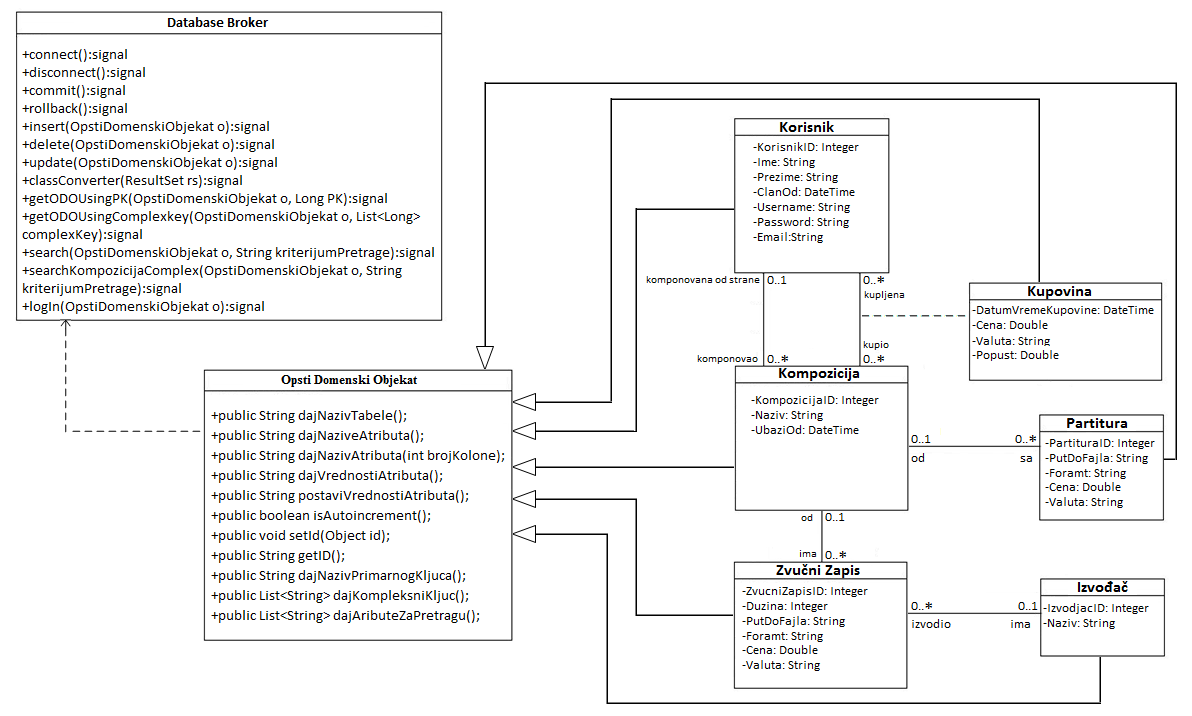 Database Broker
+connect():signal
+disconnect():signal
+commit():signal
+rollback():signal
+insert(OpstiDomenskiObjekat o):signal
+delete(OpstiDomenskiObjekat o):signal
+update(OpstiDomenskiObjekat o):signal
+classConverter(ResultSet rs):signal
+getODOUsingPK(OpstiDomenskiObjekat o, Long PK):signal
+getODOUsingComplexkey(OpstiDomenskiObjekat o, List<Long>
complexKey):signal
+search(OpstiDomenskiObjekat o, String kriterijumPretrage):signal
+searchKompozicijaComplex(OpstiDomenskiObjekat o, String
kriterijumPretrage):signal
+logIn(OpstiDomenskiObjekat o):signal
Opsti Domenski Objekat
+public String dajNazivTabele();
+public String dajNaziveAtributa();
+public String dajNazivAtributa(int brojKolone);
+public String dajVrednostiAtributa();
+public String postaviVrednostiAtributa();
+public boolean isAutoincrement();
+public void setId(Object id);
+public String getID();
+public String dajNazivPrimarnogKljuca();
+public List<String> dajKompleksniKljuc();
+public List<String> dajAributeZaPretragu();
Korisnik
-KorisnikID: Integer
-Ime: String
-Prezime: String
-ClanOd: DateTime
-Username: String
-Password: String
-Email:String
komponovana od strane
0..1
0..*
kupljena
kupio
komponovao
0..*
0..*
Kupovina
-DatumVremeKupovine: DateTime
-Cena: Double
-Valuta: String
-Popust: Double
Kompozicija
-KompozicijaID: Integer
-Naziv: String
-UbaziOd: DateTime
0..1
0..*
od
sa
Partitura
-PartituraID: Integer
-PutDoFajla: String
-Foramt: String
-Cena: Double
-Valuta: String
od
0..1
ima
0..*
Zvučni Zapis
-ZvucniZapisID: Integer
-Duzina: Integer
-PutDoFajla: String
-Foramt: String
-Cena: Double
-Valuta: String
0..*
0..1
izvodio
ima
Izvođač
-IzvodjacID: Integer
-Naziv: String